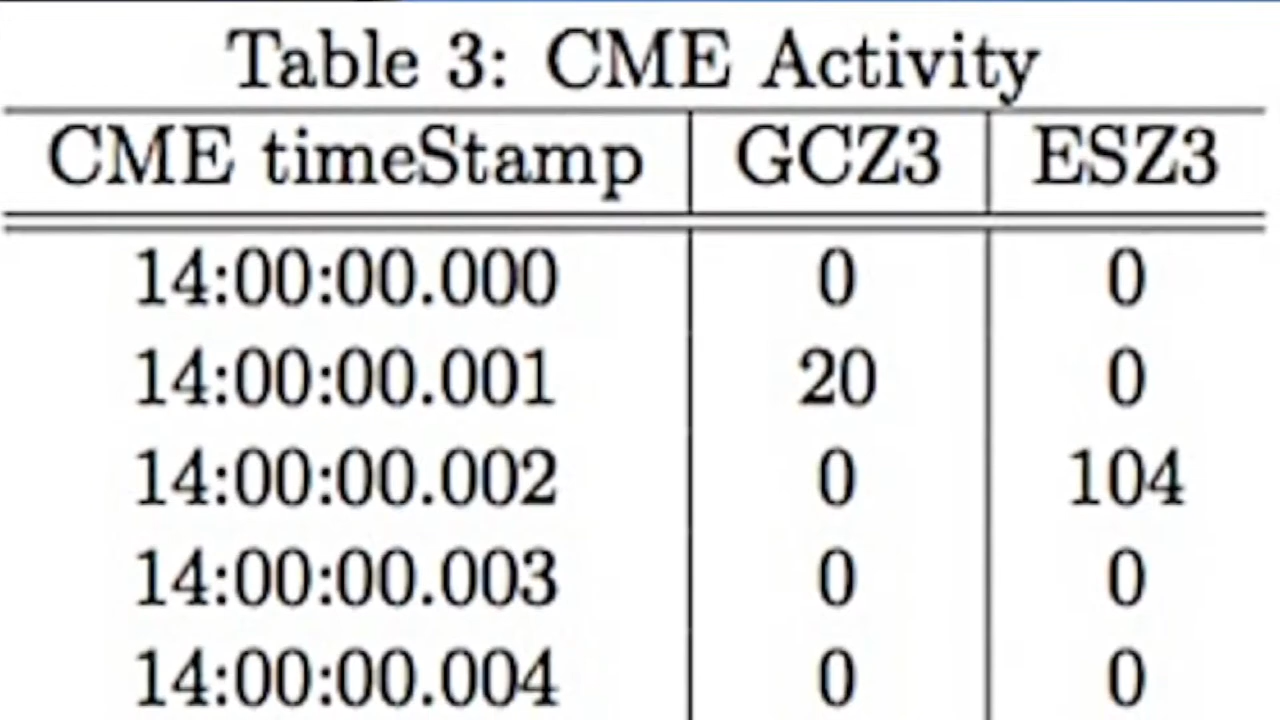 Table 3: CME Activity
CME timeStamp GCZ3 ESZ3
14:00:00.000 0 0
14:00:00.001 20 0
14:00:00.002 0 104
14:00:00.003 0 0
14:00:00.004 0 0